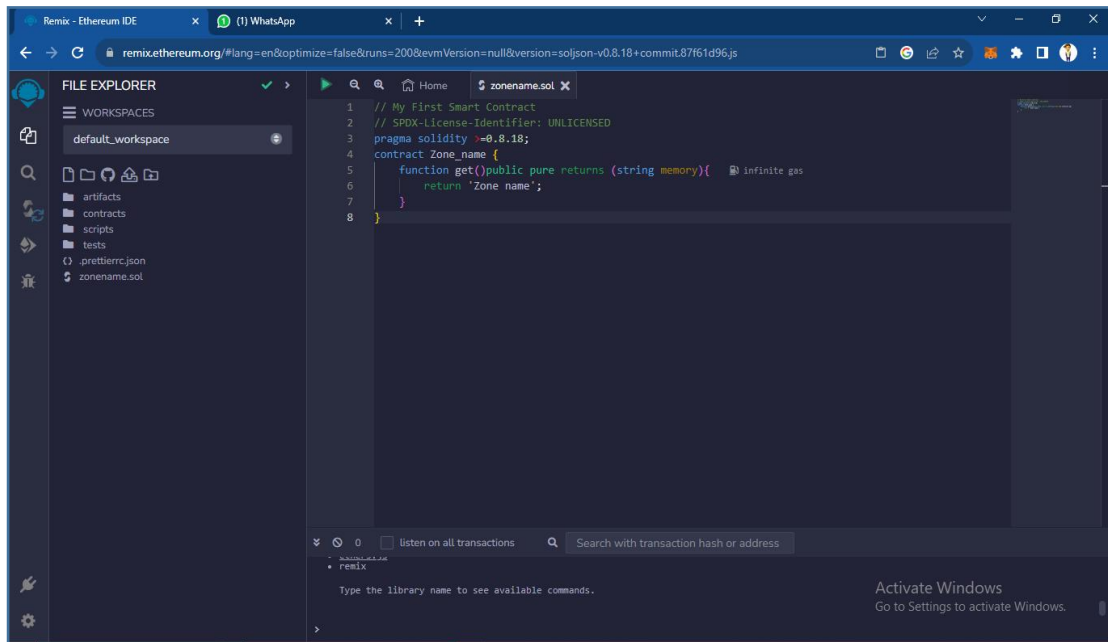 Remix - Ethereum IDE
(1) WhatsApp
remix.ethereum.org/#lang=en&optimize=false&runs=200&evmVersion=null&version=soljson-v0.8.18+commit.87f61d96.js
FILE EXPLORER
WORKSPACES
default_workspace
artifacts
contracts
scripts
tests
{} .prettierrc.json
zonename.sol
Home
zonename.sol
1 // My First Smart Contract
2 // SPDX-License-Identifier: UNLICENSED
3 pragma solidity >=0.8.18;
4 contract Zone_name {
5 function get()public pure returns (string memory){ infinite gas
6 return 'Zone name';
7 }
8 }
0 listen on all transactions Search with transaction hash or address
• remix
Type the library name to see available commands.
>
Activate Windows
Go to Settings to activate Windows.